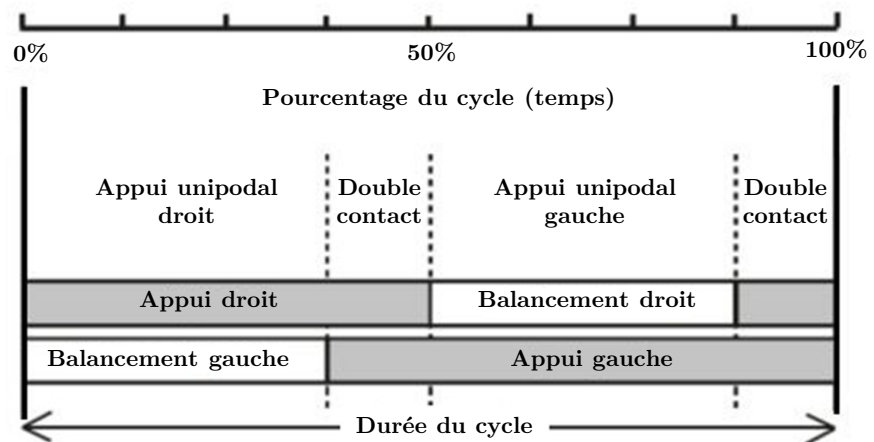 0% 50% 100%
Pourcentage du cycle (temps)
Appui unipodal
droit
Double
contact
Appui unipodal
gauche
Double
contact
Appui droit
Balancement droit
Balancement gauche
Appui gauche
Durée du cycle